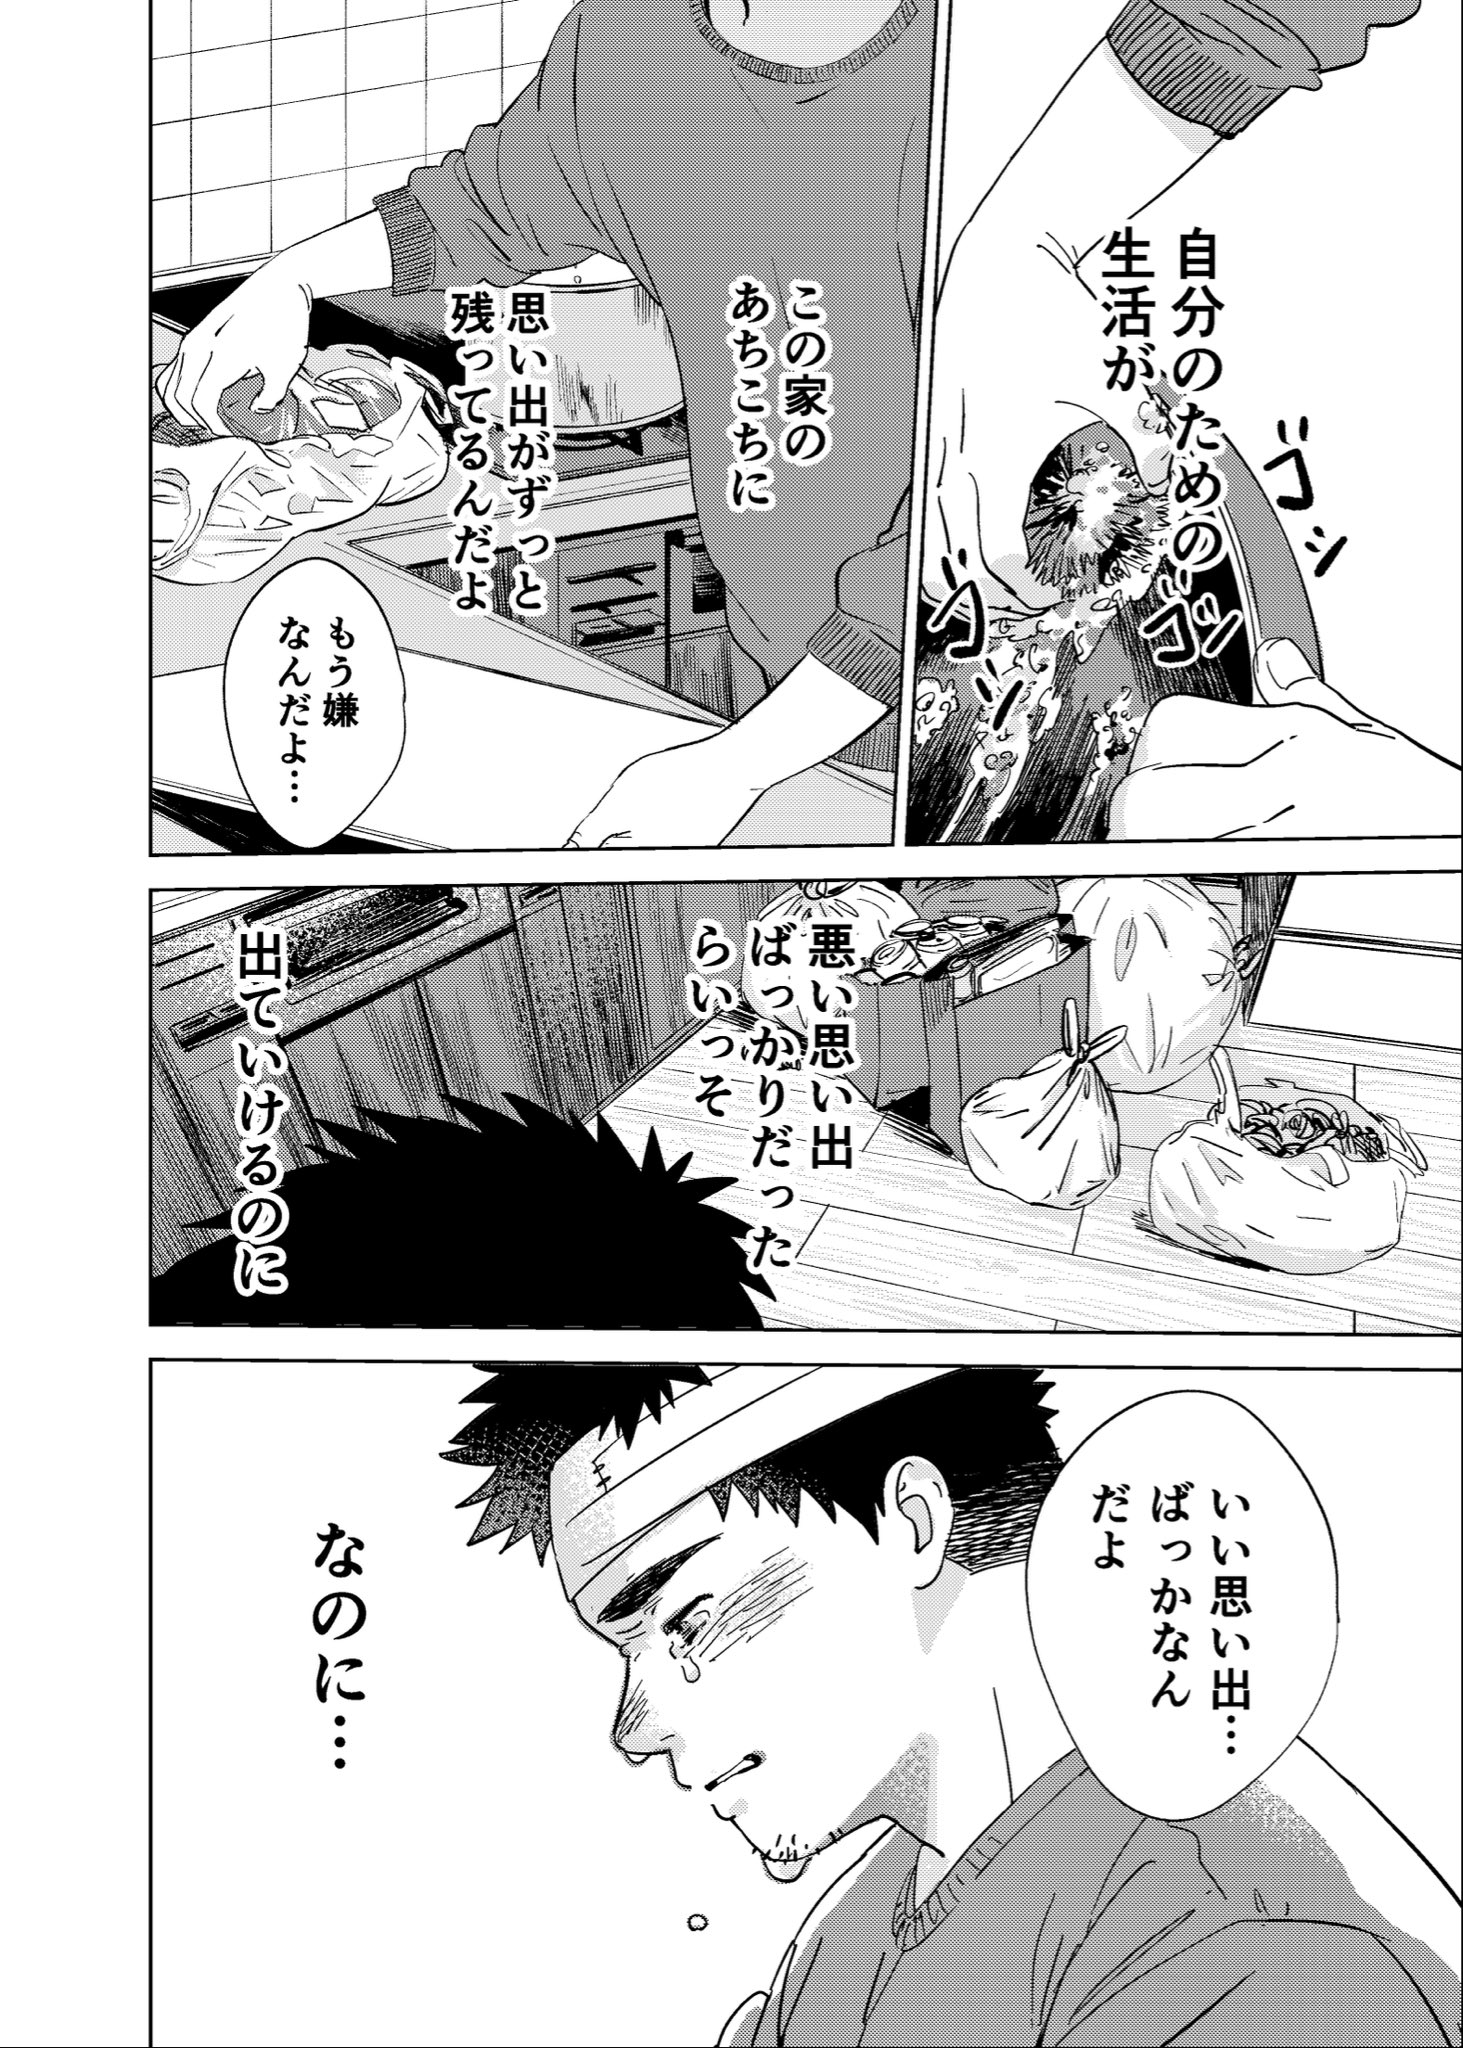 自分のための
生活が
ゴシ
ゴシ
ゴシ
この家の
あちこちに
思い出がずっと
残ってるんだよ
もう嫌
なんだよ…
悪い思い出
ばっかりだった
らいっそ
出ていけるのに
いい思い出…
ばっかなん
だよ
なのに…